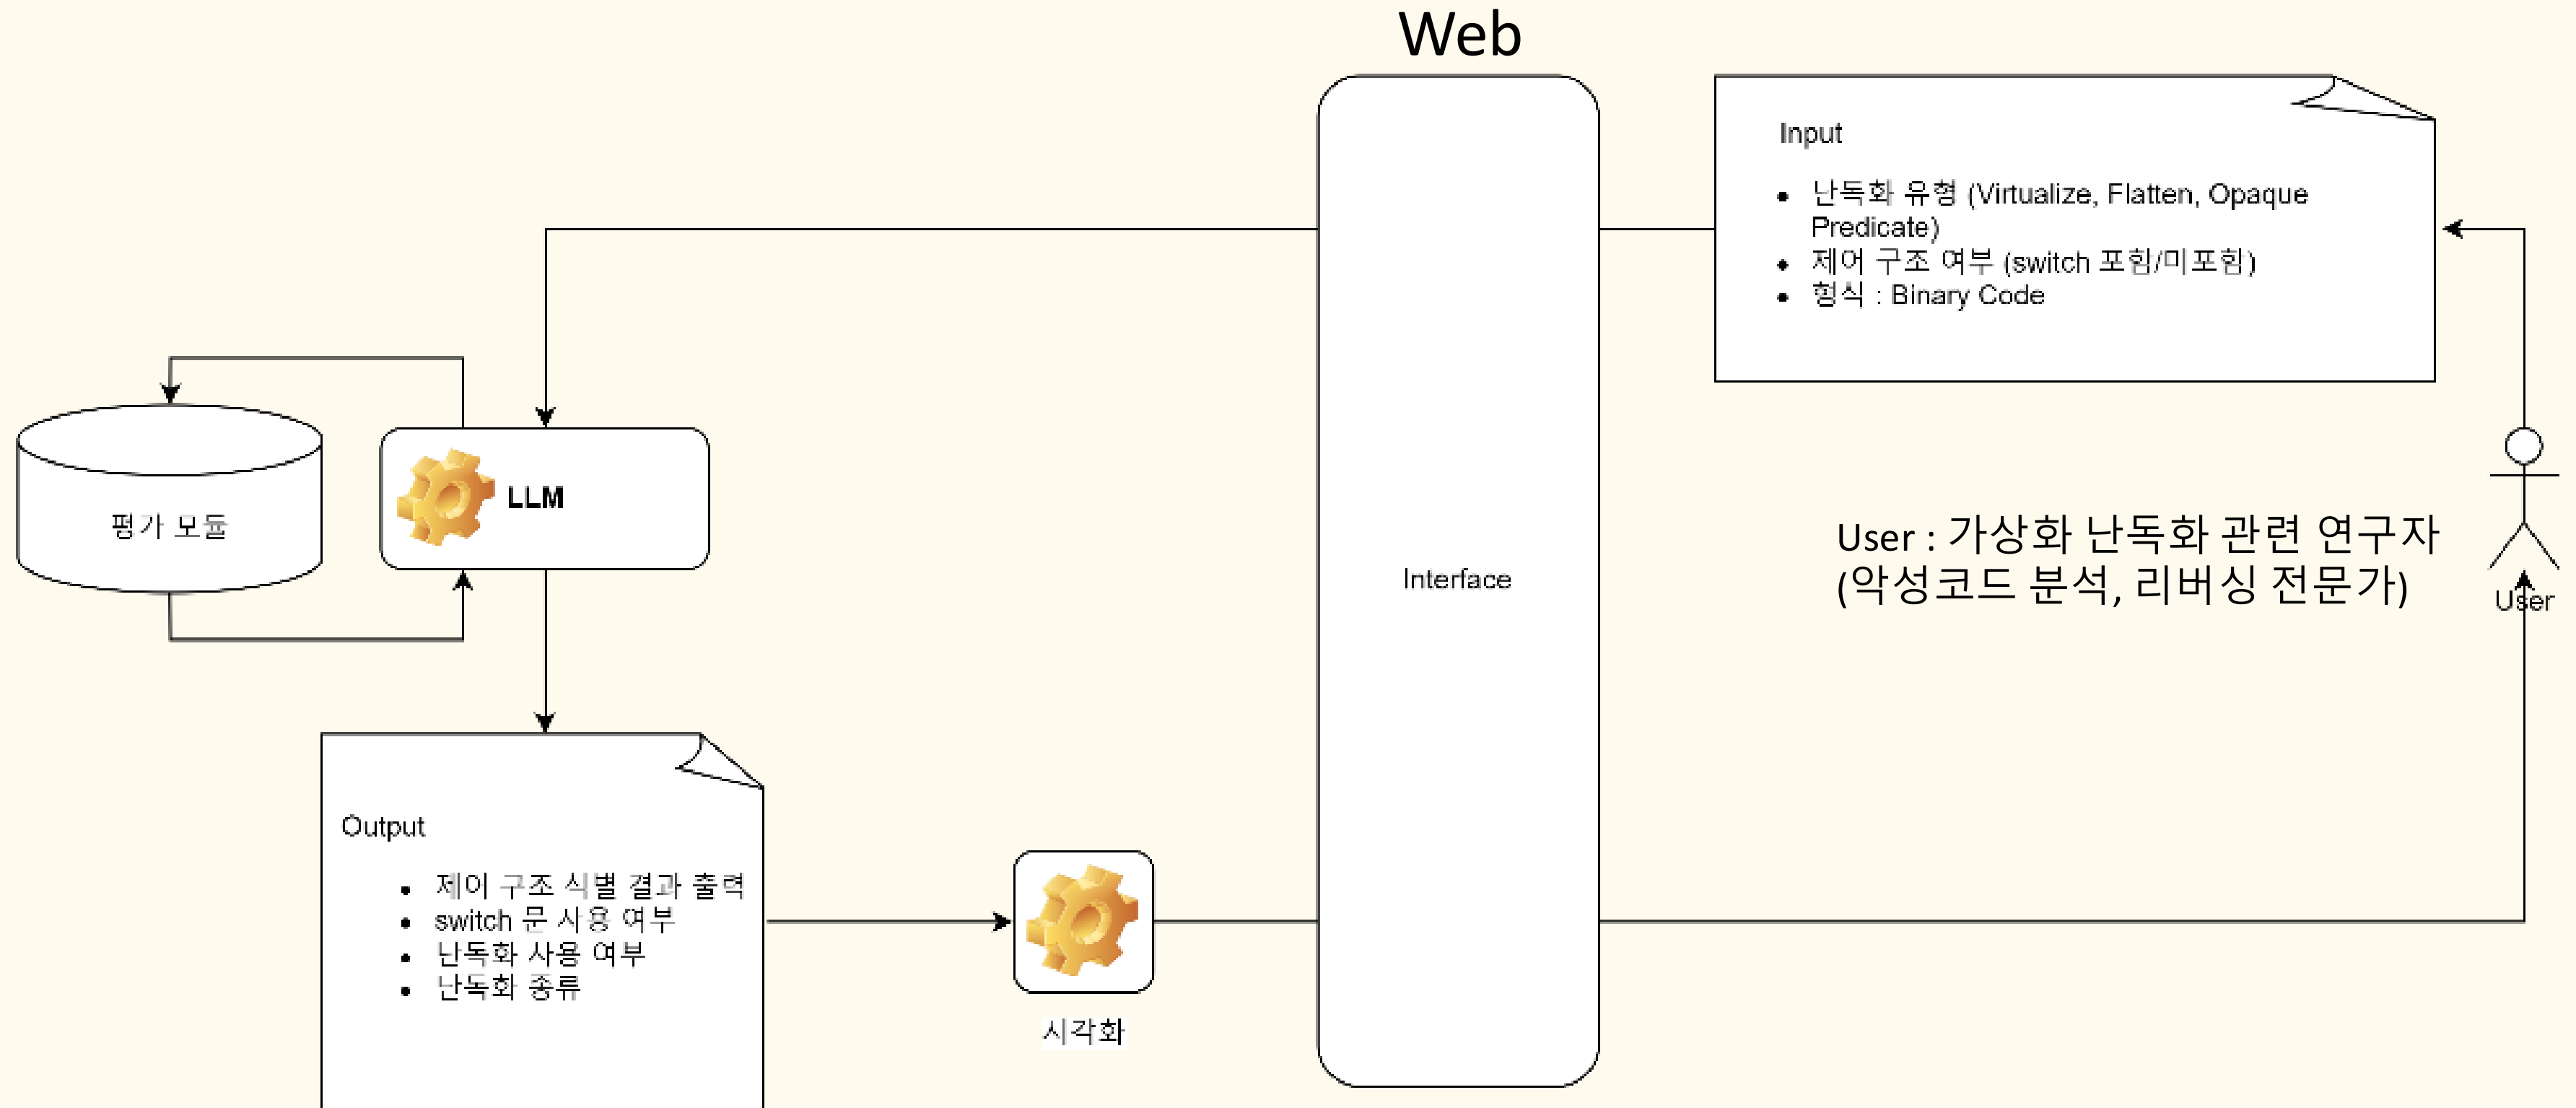 Web
Input
• 난독화 유형 (Virtualize, Flatten, Opaque
Predicate)
• 제어 구조 여부 (switch 포함/미포함)
• 형식 : Binary Code
평가 모듈
LLM
Interface
User : 가상화 난독화 관련 연구자
(악성코드 분석, 리버싱 전문가)
User
Output
• 제어 구조 식별 결과 출력
• switch 문 사용 여부
• 난독화 사용 여부
• 난독화 종류
시각화